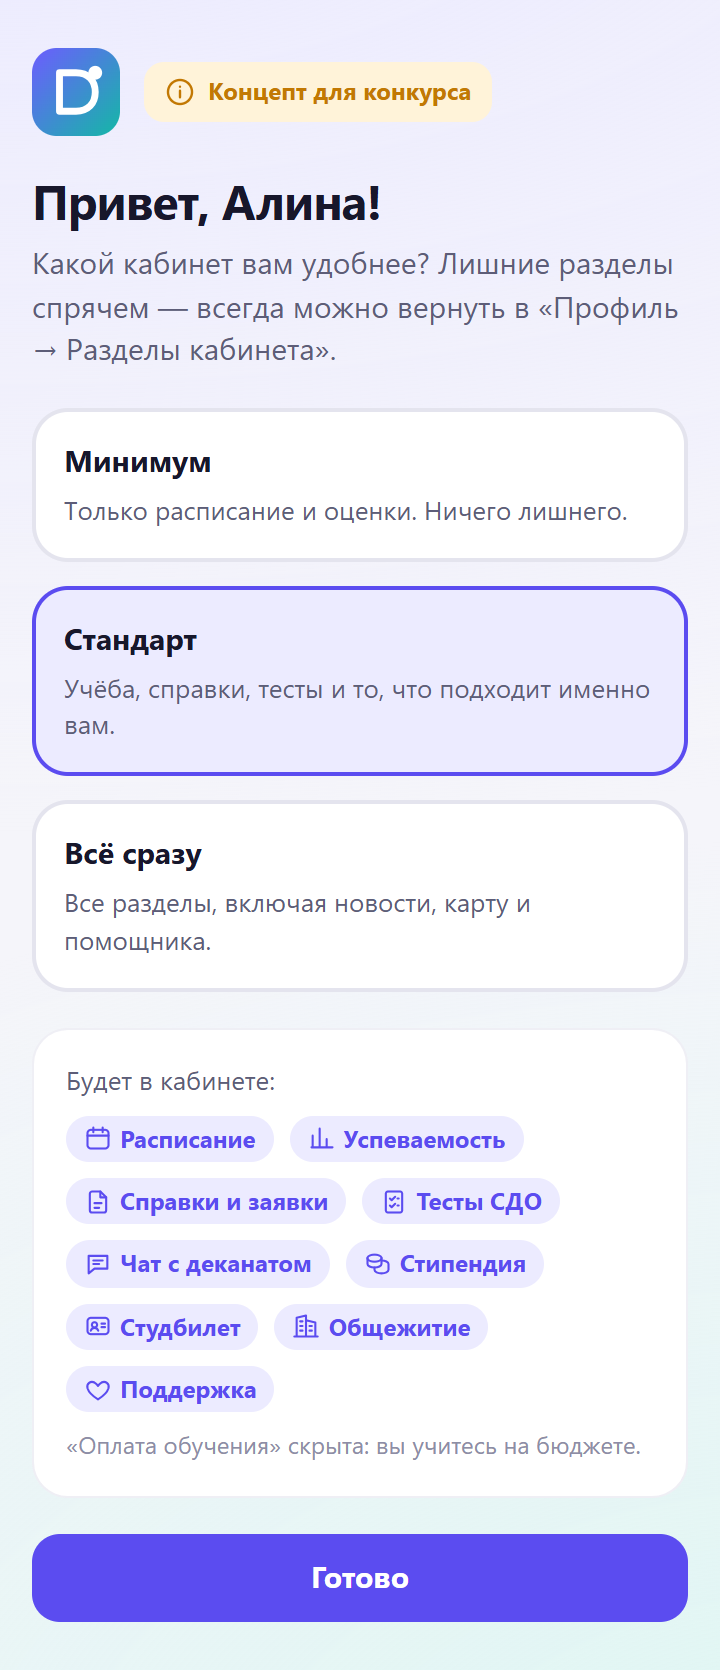 Концепт для конкурса
Привет, Алина!
Какой кабинет вам удобнее? Лишние разделы
спрячем — всегда можно вернуть в «Профиль
→ Разделы кабинета».
Минимум
Только расписание и оценки. Ничего лишнего.
Стандарт
Учёба, справки, тесты и то, что подходит именно
вам.
Всё сразу
Все разделы, включая новости, карту и
помощника.
Будет в кабинете:
Расписание Успеваемость
Справки и заявки Тесты СДО
Чат с деканатом Стипендия
Студбилет Общежитие
Поддержка
«Оплата обучения» скрыта: вы учитесь на бюджете.
Готово